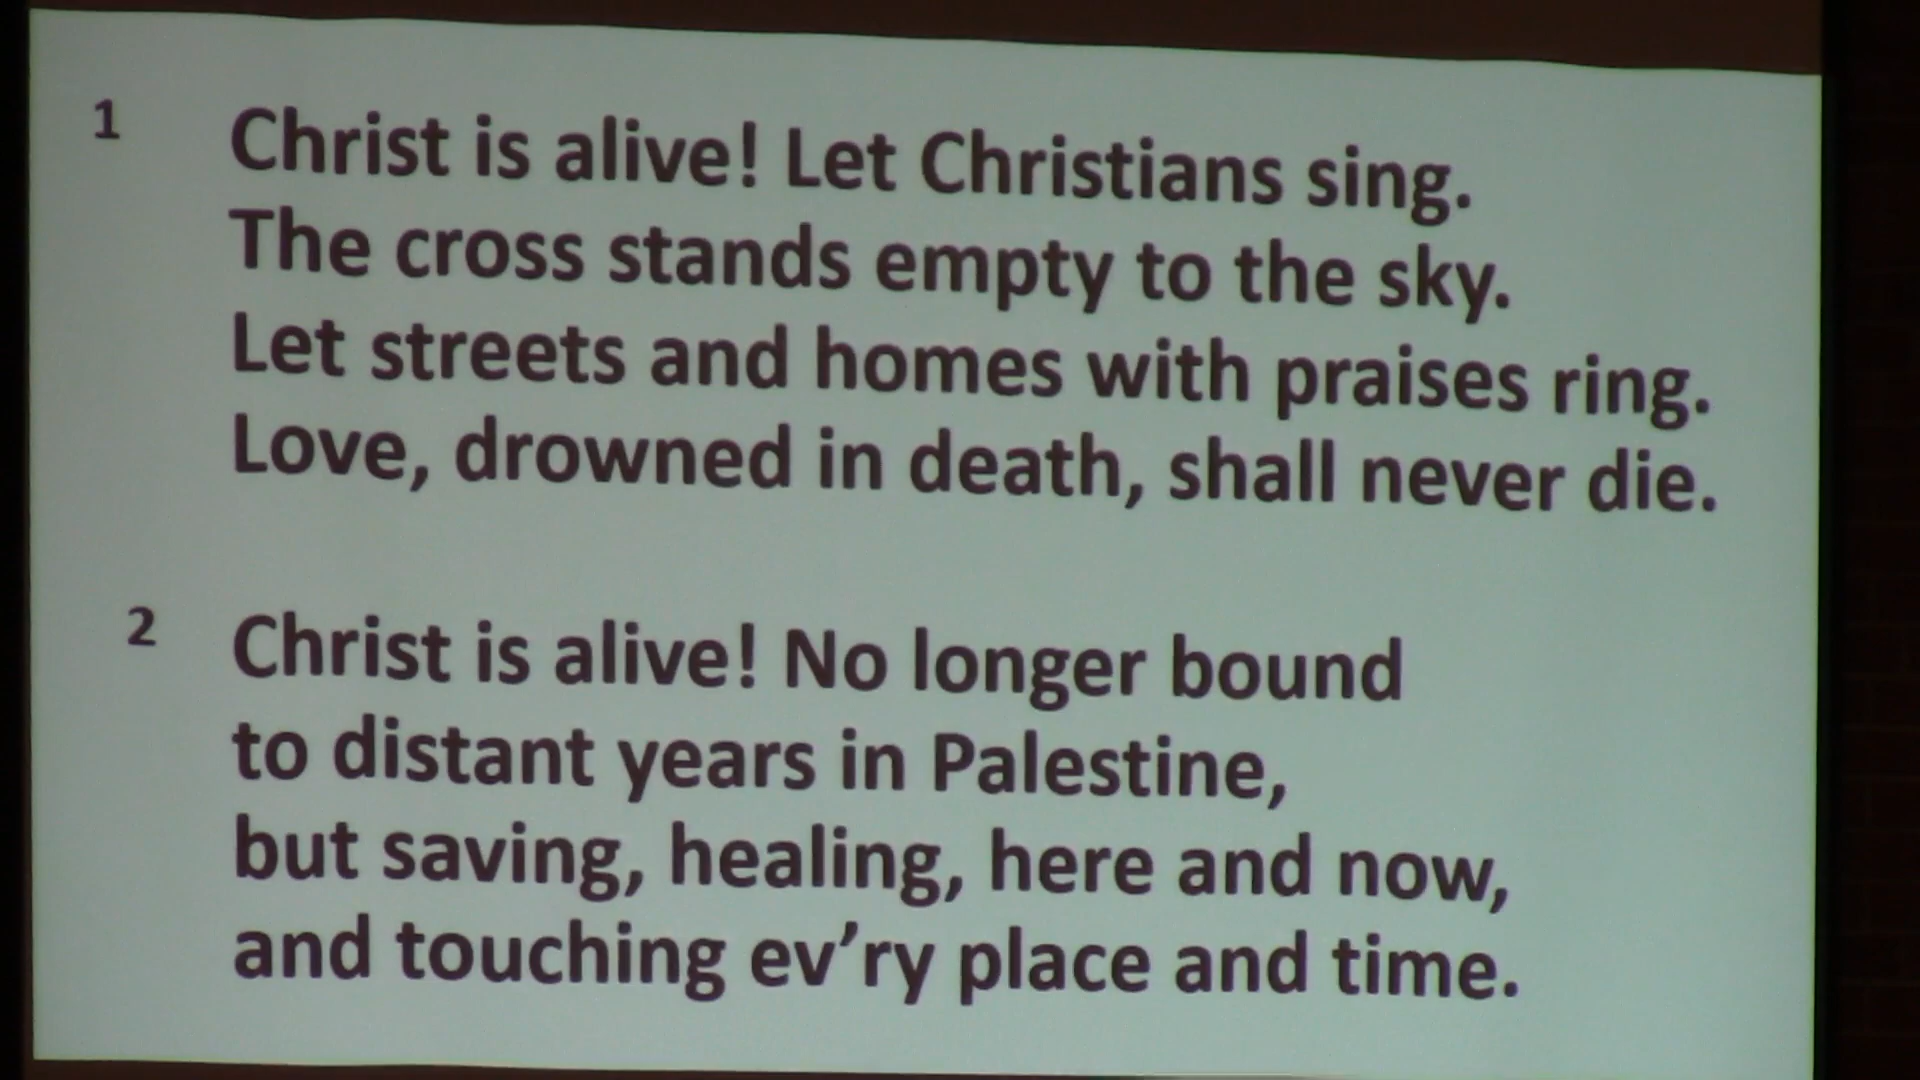 1 Christ is alive! Let Christians sing.
The cross stands empty to the sky.
Let streets and homes with praises ring.
Love, drowned in death, shall never die.
2 Christ is alive! No longer bound
to distant years in Palestine,
but saving, healing, here and now,
and touching ev’ry place and time.